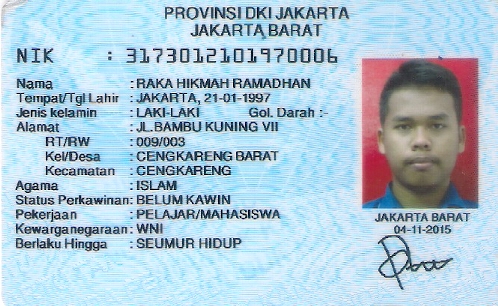 PROVINSI DKI JAKARTA
JAKARTA BARAT
NIK : 3173012101970006
Nama : RAKA HIKMAH RAMADHAN
Tempat/Tgl Lahir : JAKARTA, 21-01-1997
Jenis kelamin : LAKI-LAKI Gol. Darah :-
Alamat : JL.BAMBU KUNING VII
RT/RW : 009/003
Kel/Desa : CENGKARENG BARAT
Kecamatan : CENGKARENG
Agama : ISLAM
Status Perkawinan: BELUM KAWIN
Pekerjaan : PELAJAR/MAHASISWA
Kewarganegaraan: WNI
Berlaku Hingga : SEUMUR HIDUP
JAKARTA BARAT
04-11-2015